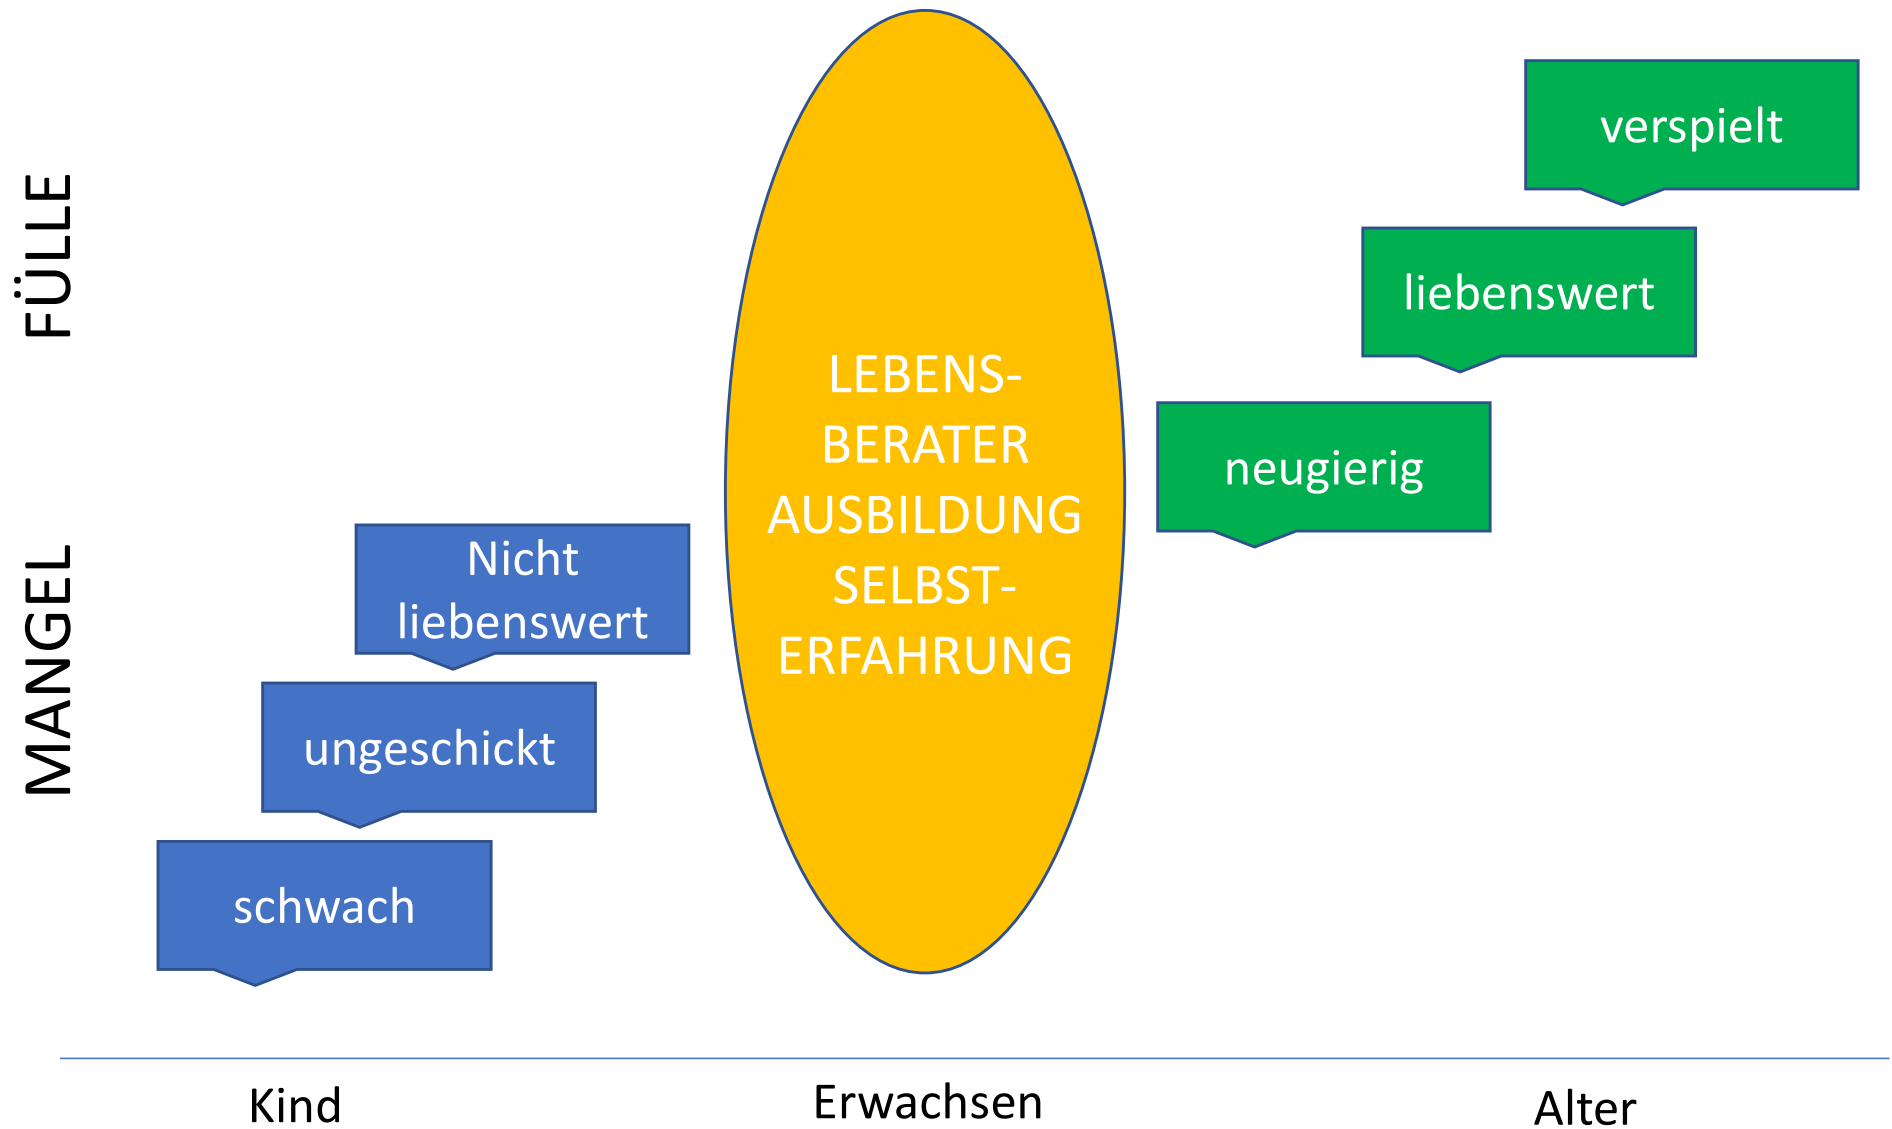 FÜLLE
MANGEL
verspielt
liebenswert
neugierig
LEBENS-
BERATER
AUSBILDUNG
SELBST-
ERFAHRUNG
Nicht
liebenswert
ungeschickt
schwach
Kind
Erwachsen
Alter